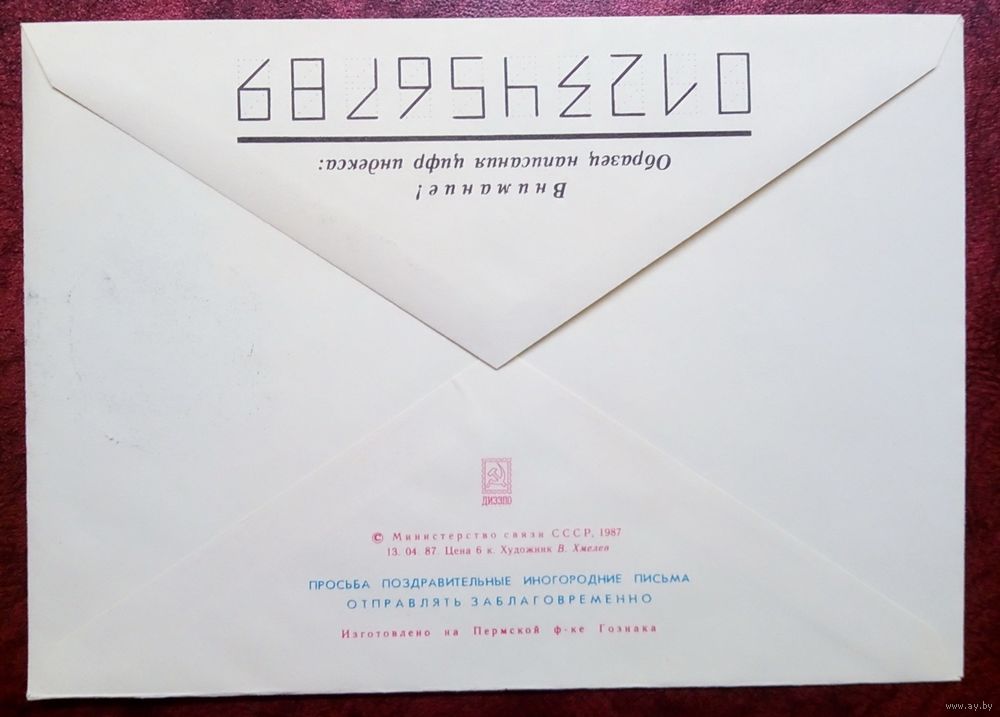 Внимание!
Образец написания цифр индекса:
0123456789
ДИЭЗПО
© Министерство связи СССР, 1987
13. 04. 87. Цена 6 к. Художник В. Хмелев
ПРОСЬБА ПОЗДРАВИТЕЛЬНЫЕ ИНОГОРОДНИЕ ПИСЬМА
ОТПРАВЛЯТЬ ЗАБЛАГОВРЕМЕННО
Изготовлено на Пермской ф-ке Гознака
www.ay.by